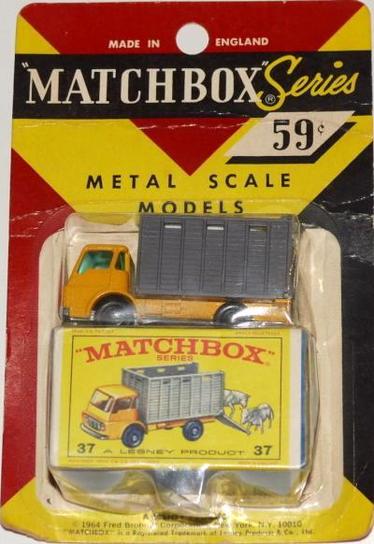 MADE IN ENGLAND
"MATCHBOX" Series
®
59¢
METAL SCALE
MODELS
"MATCHBOX"
SERIES
37 A LESNEY PRODUCT 37
© 1964 Fred Corporation New York, N.Y. 10010
"MATCHBOX" is a Registered Trademark of Lesney Products & Co., Ltd.